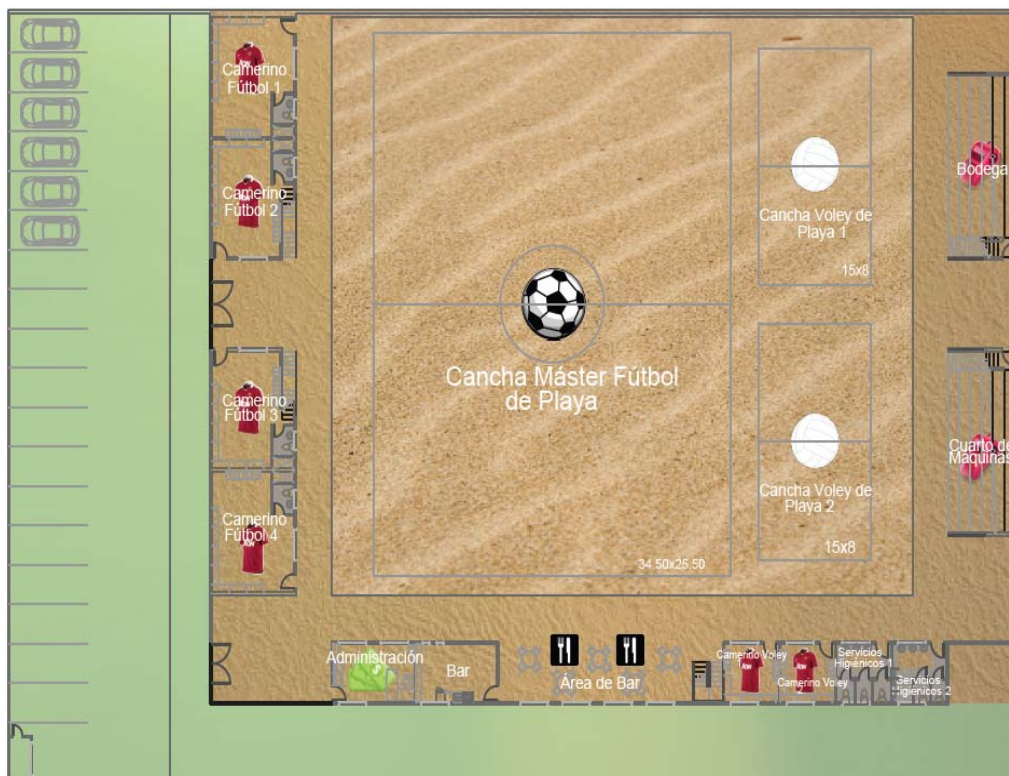 Camerino
Fútbol 1
Camerino
Fútbol 2
Cancha Voley de
Playa 1
15x8
Bodega
Cancha Máster Fútbol
de Playa
Camerino
Fútbol 3
Camerino
Fútbol 4
Cancha Voley de
Playa 2
15x8
34.50x25.50
Cuarto de
Maquinas
Administración
Bar
Área de Bar
Camerino Voley
Camerino Voley
2
Servicios
Higiénicos 1
Servicios
Higiénicos 2